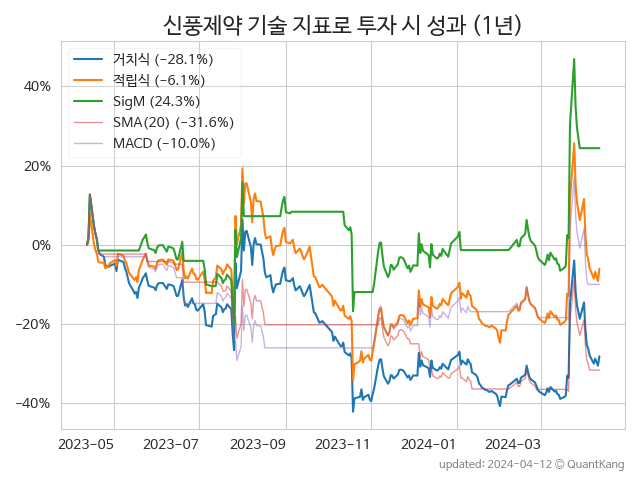 신풍제약 기술 지표로 투자 시 성과 (1년)
거치식 (−28.1%)
적립식 (−6.1%)
SigM (24.3%)
SMA(20) (−31.6%)
MACD (−10.0%)
40%
20%
0%
−20%
−40%
2023-05 2023-07 2023-09 2023-11 2024-01 2024-03
updated: 2024-04-12 © QuantKang